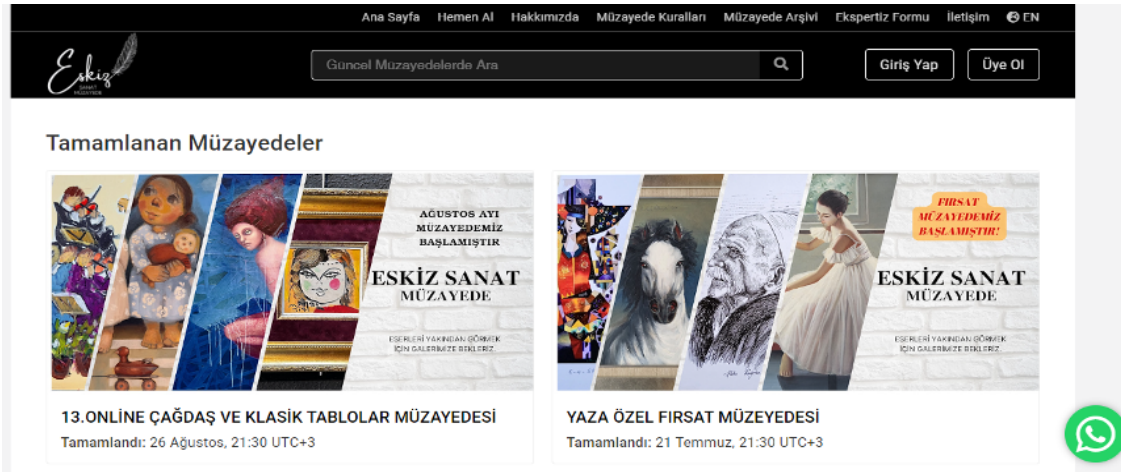 Ana Sayfa Hemen Al Hakkımızda Müzayede Kuralları Müzayede Arşivi Ekspertiz Formu İletişim EN
Eskiz
SANAT
MÜZAYEDE
Güncel Müzayedelerde Ara
Giriş Yap
Üye Ol
Tamamlanan Müzayedeler
AĞUSTOS AYI
MÜZAYEDEMİZ
BAŞLAMIŞTIR
ESKİZ SANAT
MÜZAYEDE
ESERLERİ YAKINDAN GÖRMEK
İÇİN GALERİMİZE BEKLERİZ.
FIRSAT
MÜZAYEDEMİZ
BAŞLAMIŞTIR!
ESKİZ SANAT
MÜZAYEDE
ESERLERİ YAKINDAN GÖRMEK
İÇİN GALERİMİZE BEKLERİZ.
13.ONLİNE ÇAĞDAŞ VE KLASİK TABLOLAR MÜZAYEDESİ
Tamamlandı: 26 Ağustos, 21:30 UTC+3
YAZA ÖZEL FIRSAT MÜZEYEDESİ
Tamamlandı: 21 Temmuz, 21:30 UTC+3